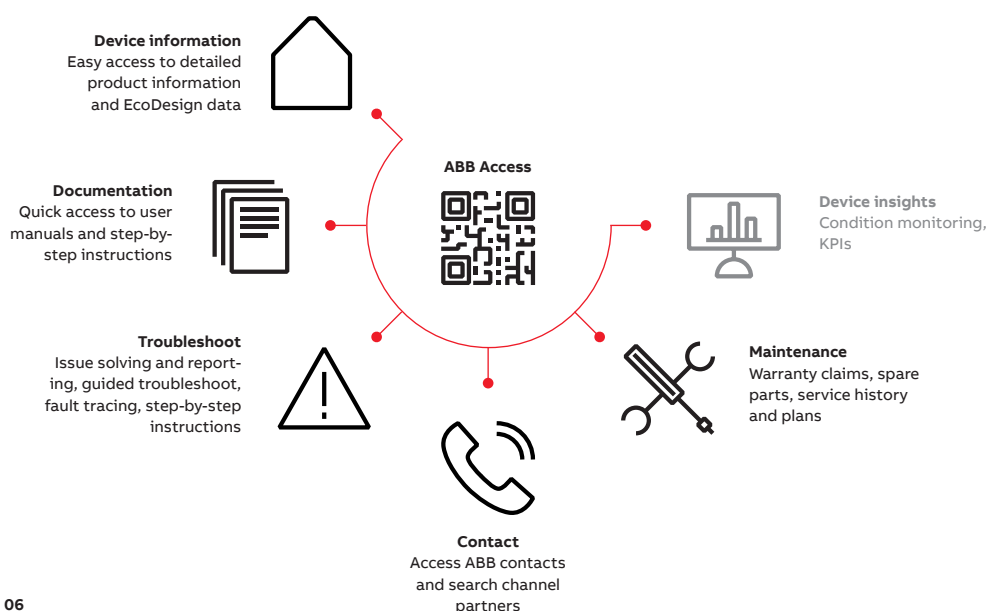 Device information
Easy access to detailed
product information
and EcoDesign data
ABB Access
Documentation
Quick access to user
manuals and step-by-
step instructions
Device insights
Condition monitoring,
KPIs
Troubleshoot
Issue solving and report-
ing, guided troubleshoot,
fault tracing, step-by-step
instructions
Maintenance
Warranty claims, spare
parts, service history
and plans
Contact
Access ABB contacts
and search channel
partners
06